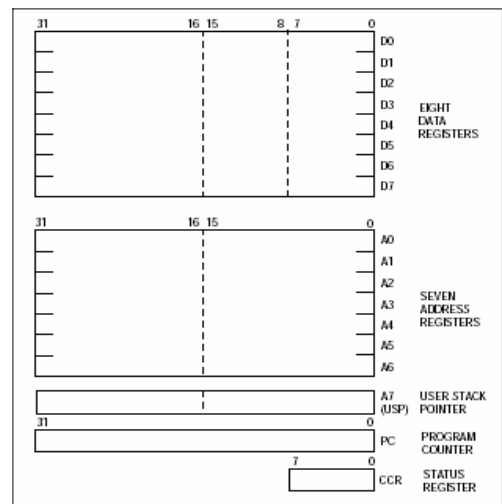 31 16 15 8 7 0
D0
D1
D2
D3
D4
D5
D6
D7
EIGHT
DATA
REGISTERS
31 16 15 0
A0
A1
A2
A3
A4
A5
A6
SEVEN
ADDRESS
REGISTERS
A7
(USP)
USER STACK
POINTER
31 0
PC
PROGRAM
COUNTER
7 0
CCR
STATUS
REGISTER